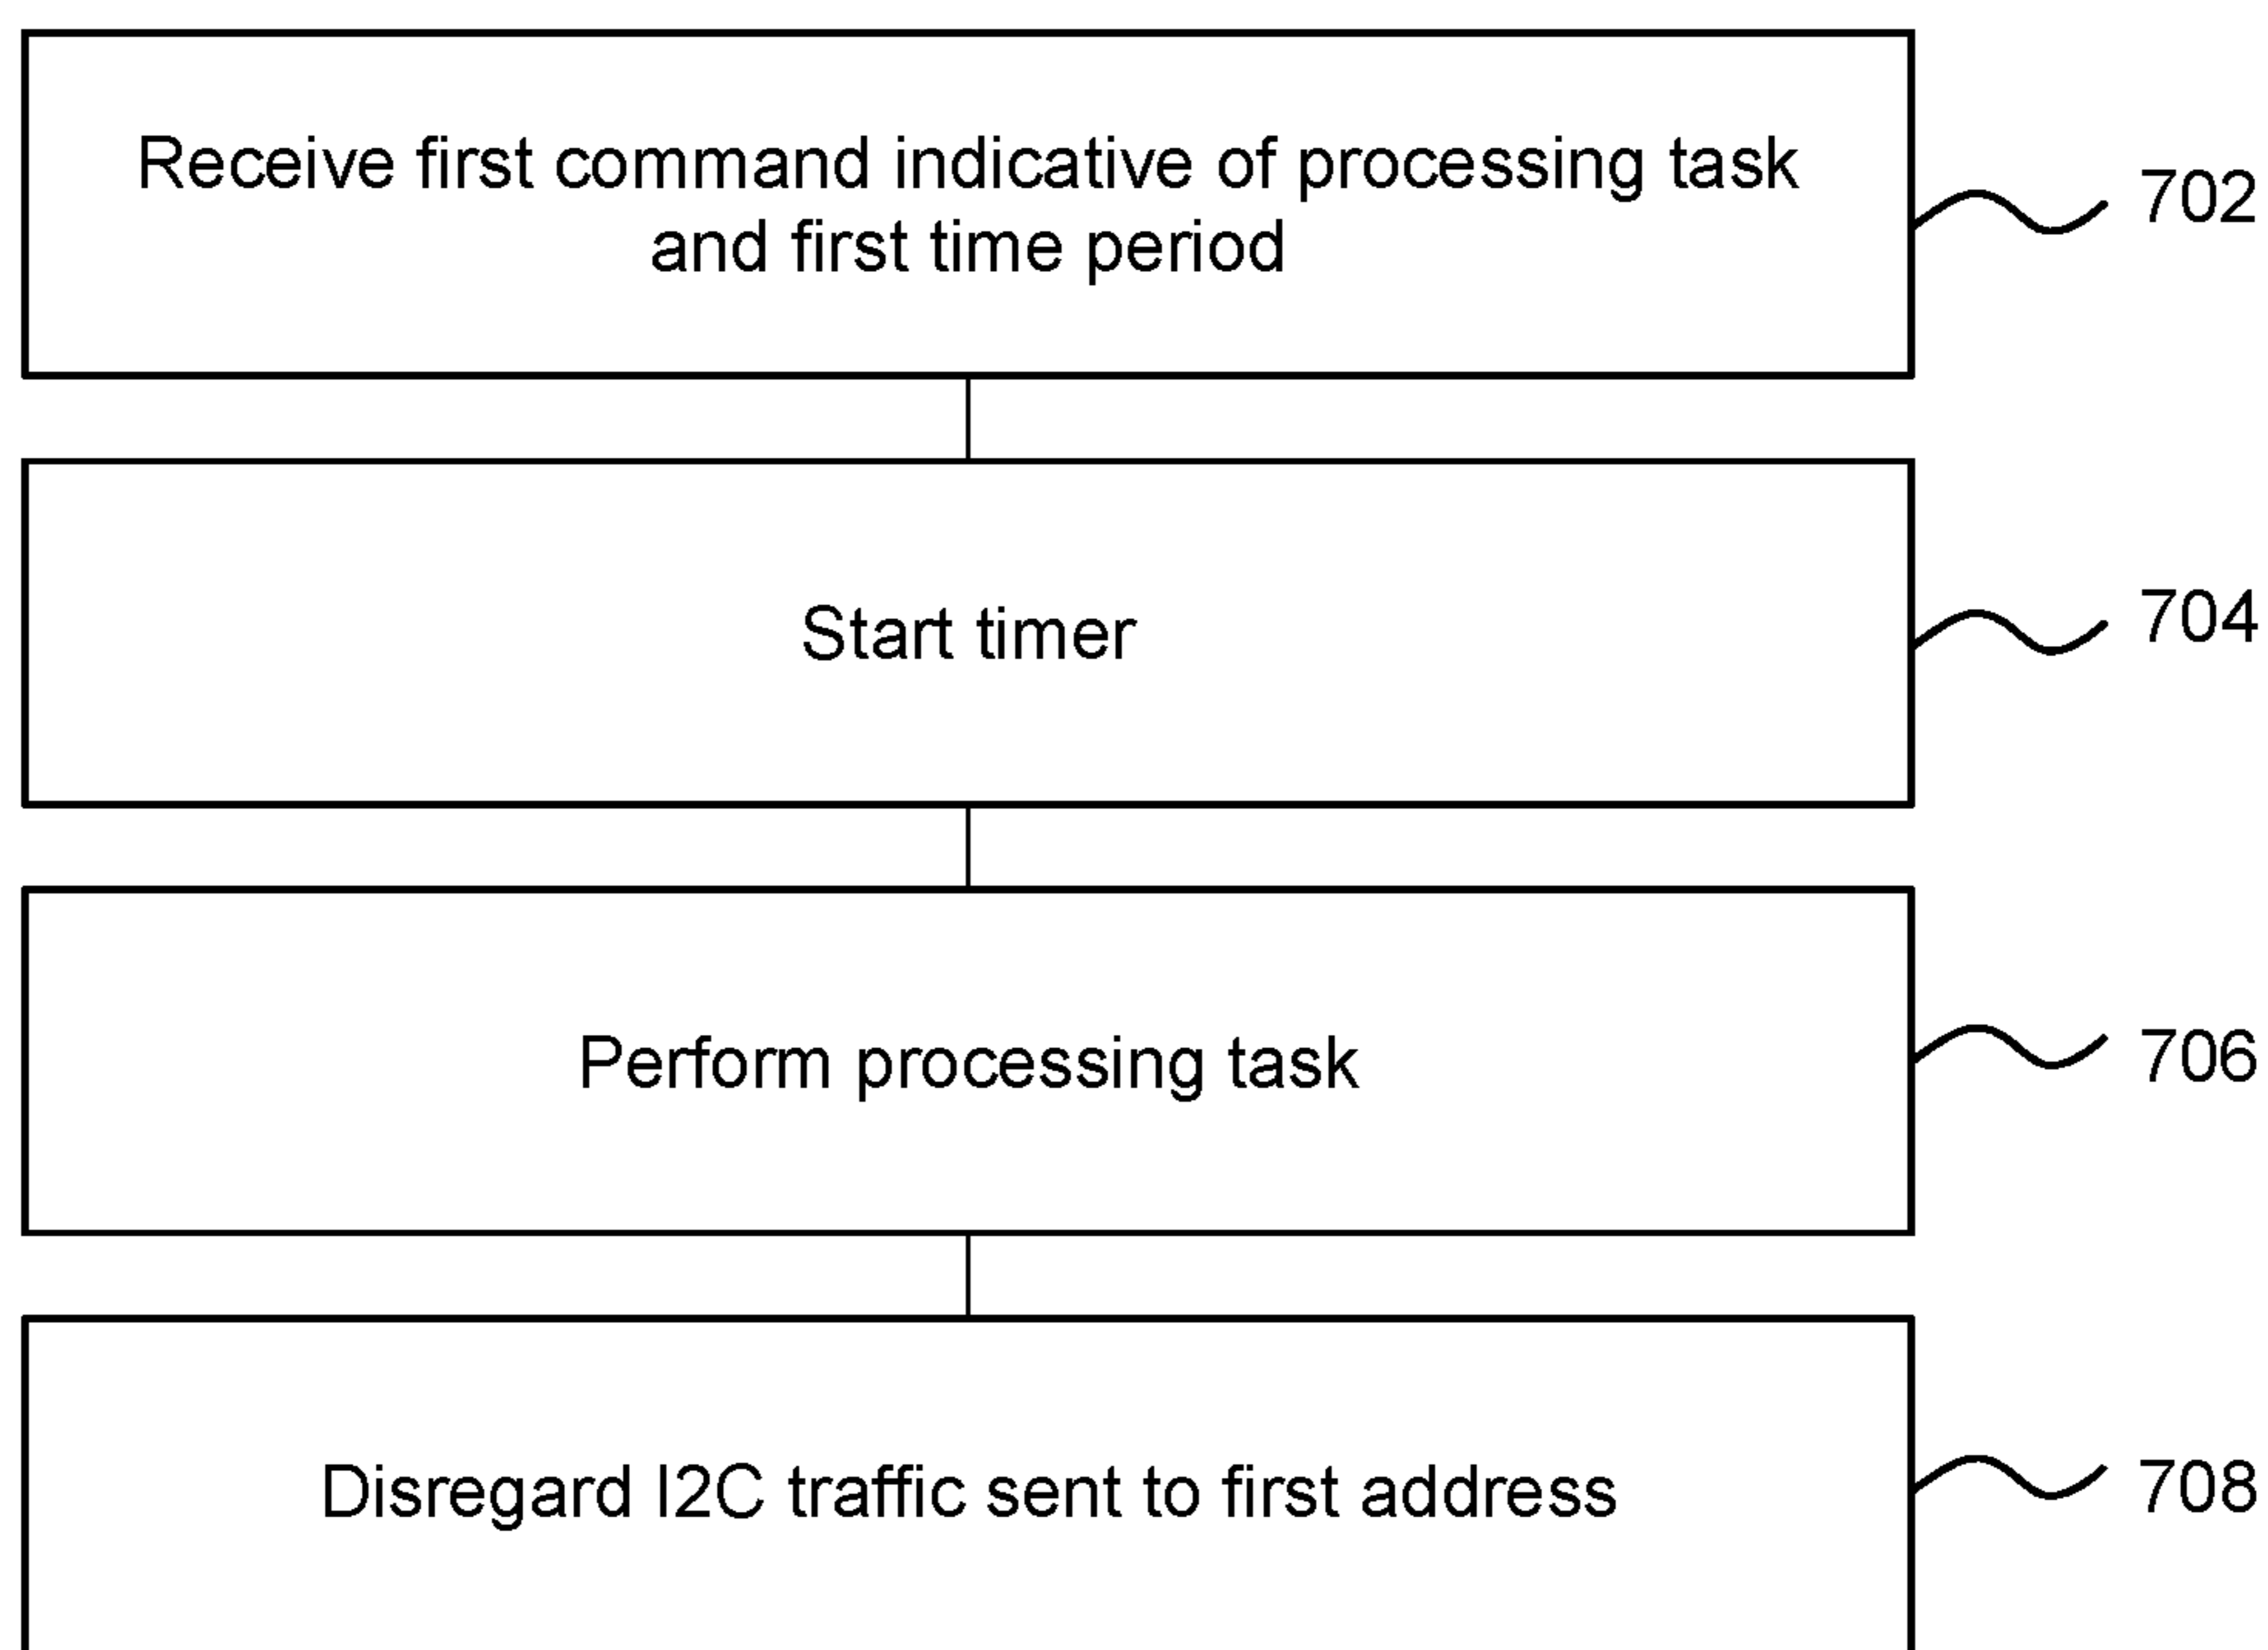 Receive first command indicative of processing task
and first time period
702
Start timer
704
Perform processing task
706
Disregard I2C traffic sent to first address
708